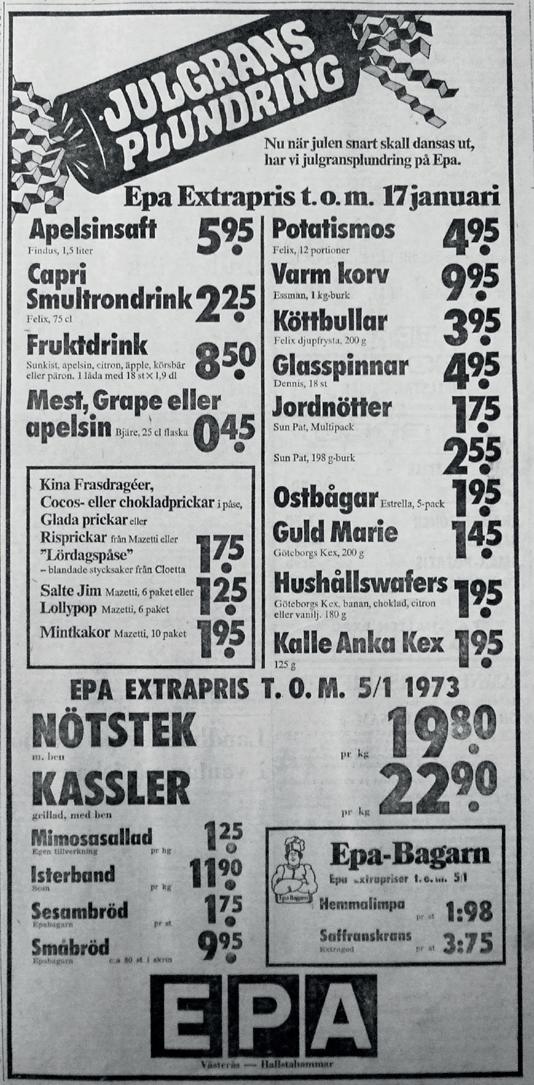 JULGRANS
PLUNDRING
Nu när julen snart skall dansas ut,
har vi julgransplundring på Epa.
Epa Extrapris t.o.m. 17 januari
Apelsinsaft 5.95
Findus, 1,5 liter
Capri
Smultrondrink 2.25
Felix, 75 cl
Fruktdrink 8.50
Sunkist, apelsin, citron, äpple, körsbär
eller päron. 1 låda med 18 st X 1,9 dl
Mest, Grape eller
apelsin Bjäre, 25 cl flaska 0.45
Kina Frasdragéer,
Cocos- eller chokladprickar i påse,
Glada prickar eller
Risprickar från Mazetti eller
"Lördagspåse" 1.75
– blandade stycksaker från Cloetta
Salte Jim Mazetti, 6 paket eller 1.25
Lollypop Mazetti, 6 paket
Mintkakor Mazetti, 10 paket 1.95
Potatismos 4.95
Felix, 12 portioner
Varm korv 9.95
Essman, 1 kg-burk
Köttbullar 3.95
Felix djupfrysta, 200 g
Glasspinnar 4.95
Dennis, 18 st
Jordnötter 1.75
Sun Pat, Multipack
Sun Pat, 198 g-burk 2.55
Ostbågar Estrella, 5-pack 1.95
Guld Marie 1.45
Göteborgs Kex, 200 g
Hushållswafers 1.95
Göteborgs Kex, banan, choklad, citron
eller vanilj. 180 g
Kalle Anka Kex 1.95
125 g
EPA EXTRAPRIS T.O.M. 5/1 1973
NÖTSTEK 19.80
m. ben pr kg
KASSLER 22.90
grillad, med ben pr kg
Mimosasallad 1.25
Egen tillverkning pr hg
Isterband 11.90
pr kg
Sesambröd 1.75
Epabagarn pr st
Småbröd 9.95
Epabagarn c:a 80 st i skrin
Epa-Bagarn
Epa Bagarn
Epa extrapriser t.o.m. 5/1
Hemmalimpa
pr st 1:98
Saffranskrans
pr st 3:75
EPA
Västerås — Hallstahammar